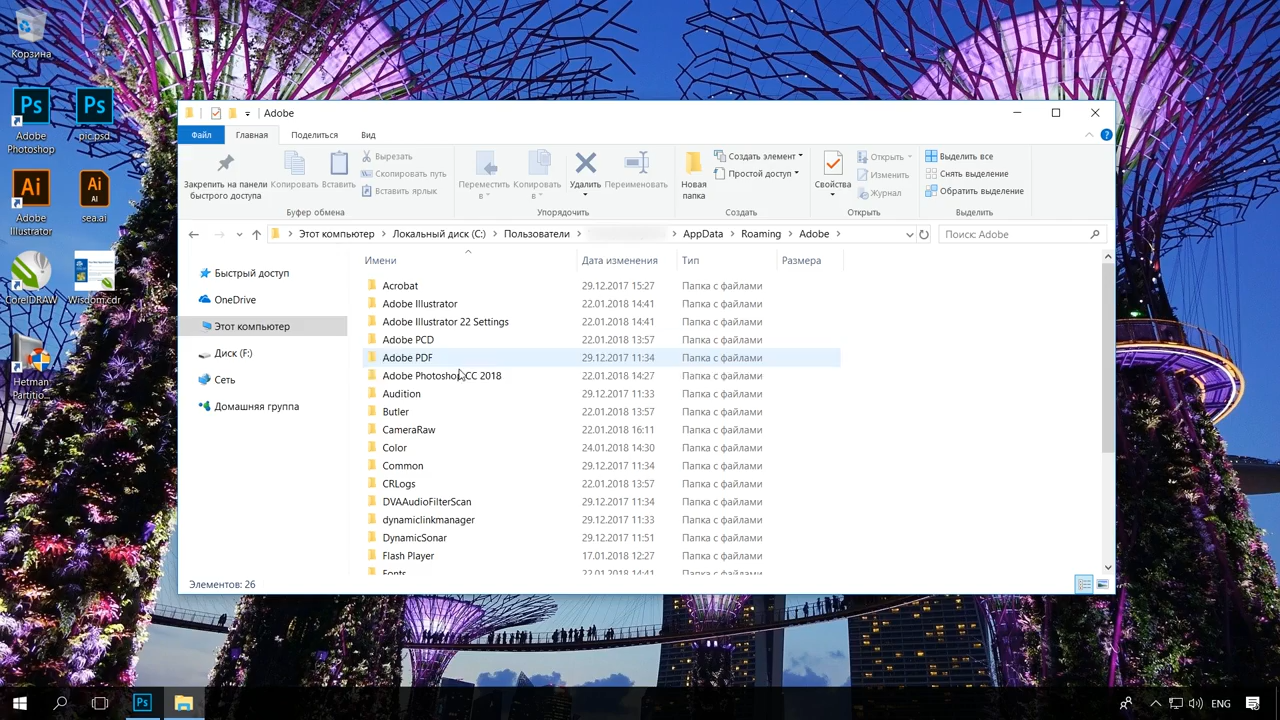 Корзина
Ps
Ps
Adobe Photoshop
pic.psd
Ai
Ai
AI
Adobe Illustrator
sea.ai
CorelDRAW
Wisdom.cdr
Hetman Partitio...
Adobe
Файл
Главная
Поделиться
Вид
Закрепить на панели быстрого доступа
Копировать
Вставить
Вырезать
Скопировать путь
Вставить ярлык
Буфер обмена
Переместить в
Копировать в
Удалить
Переименовать
Упорядочить
Новая папка
Создать элемент
Простой доступ
Создать
Свойства
Открыть
Изменить
Журнал
Открыть
Выделить все
Снять выделение
Обратить выделение
Выделить
Этот компьютер
Локальный диск (C:)
Пользователи
AppData
Roaming
Adobe
Поиск: Adobe
Быстрый доступ
OneDrive
Этот компьютер
Диск (F:)
Сеть
Домашняя группа
Имени Дата изменения Тип Размера
Acrobat 29.12.2017 15:27 Папка с файлами
Adobe Illustrator 22.01.2018 14:41 Папка с файлами
Adobe Illustrator 22 Settings 22.01.2018 14:41 Папка с файлами
Adobe PCD 22.01.2018 13:57 Папка с файлами
Adobe PDF 29.12.2017 11:34 Папка с файлами
Adobe Photoshop CC 2018 22.01.2018 14:27 Папка с файлами
Audition 29.12.2017 11:33 Папка с файлами
Butler 22.01.2018 13:57 Папка с файлами
CameraRaw 22.01.2018 16:11 Папка с файлами
Color 24.01.2018 14:30 Папка с файлами
Common 29.12.2017 11:34 Папка с файлами
CRLogs 22.01.2018 13:57 Папка с файлами
DVAAudioFilterScan 29.12.2017 11:34 Папка с файлами
dynamiclinkmanager 29.12.2017 11:33 Папка с файлами
DynamicSonar 29.12.2017 11:51 Папка с файлами
Flash Player 17.01.2018 12:27 Папка с файлами
Fonts 22.01.2018 14:41 Папка с файлами
Элементов: 26
Ps
ENG